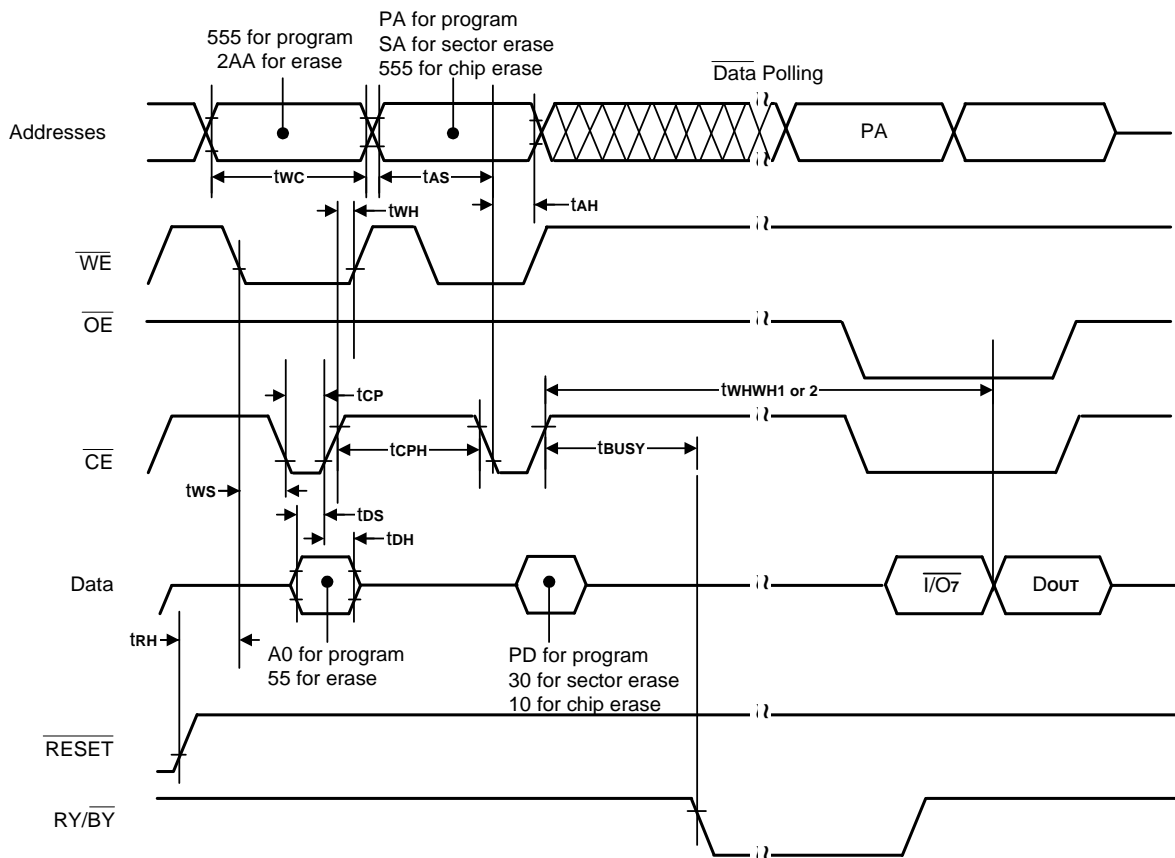 555 for program
2AA for erase
PA for program
SA for sector erase
555 for chip erase
Data Polling
Addresses
PA
tWC
tAS
tAH
tWH
WE
OE
tWHWH1 or 2
tCP
CE
tCPH
tBUSY
tWS
tDS
tDH
Data
I/O7
DOUT
tRH
A0 for program
55 for erase
PD for program
30 for sector erase
10 for chip erase
RESET
RY/BY